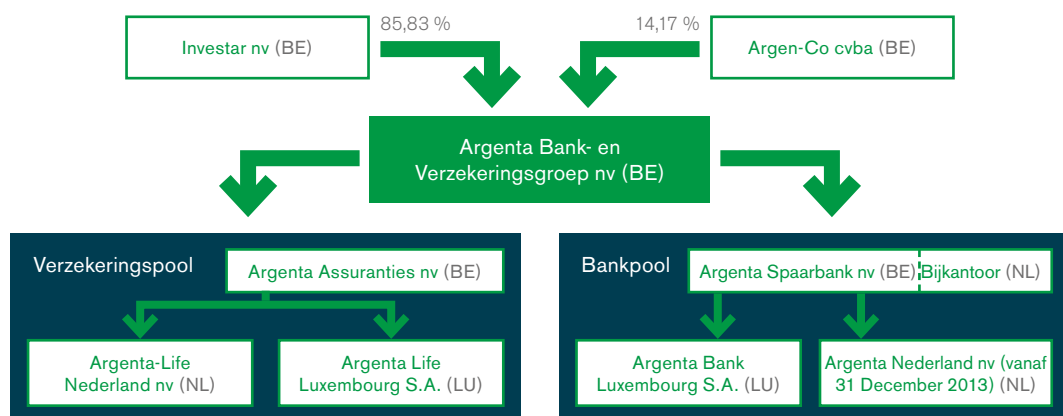 85,83 %
14,17 %
Investar nv (BE)
Argen-Co cvba (BE)
Argenta Bank- en
Verzekeringsgroep nv (BE)
Verzekeringspool
Argenta Assuranties nv (BE)
Argenta-Life
Nederland nv (NL)
Argenta Life
Luxembourg S.A. (LU)
Bankpool
Argenta Spaarbank nv (BE) Bijkantoor (NL)
Argenta Bank
Luxembourg S.A. (LU)
Argenta Nederland nv (vanaf
31 December 2013) (NL)